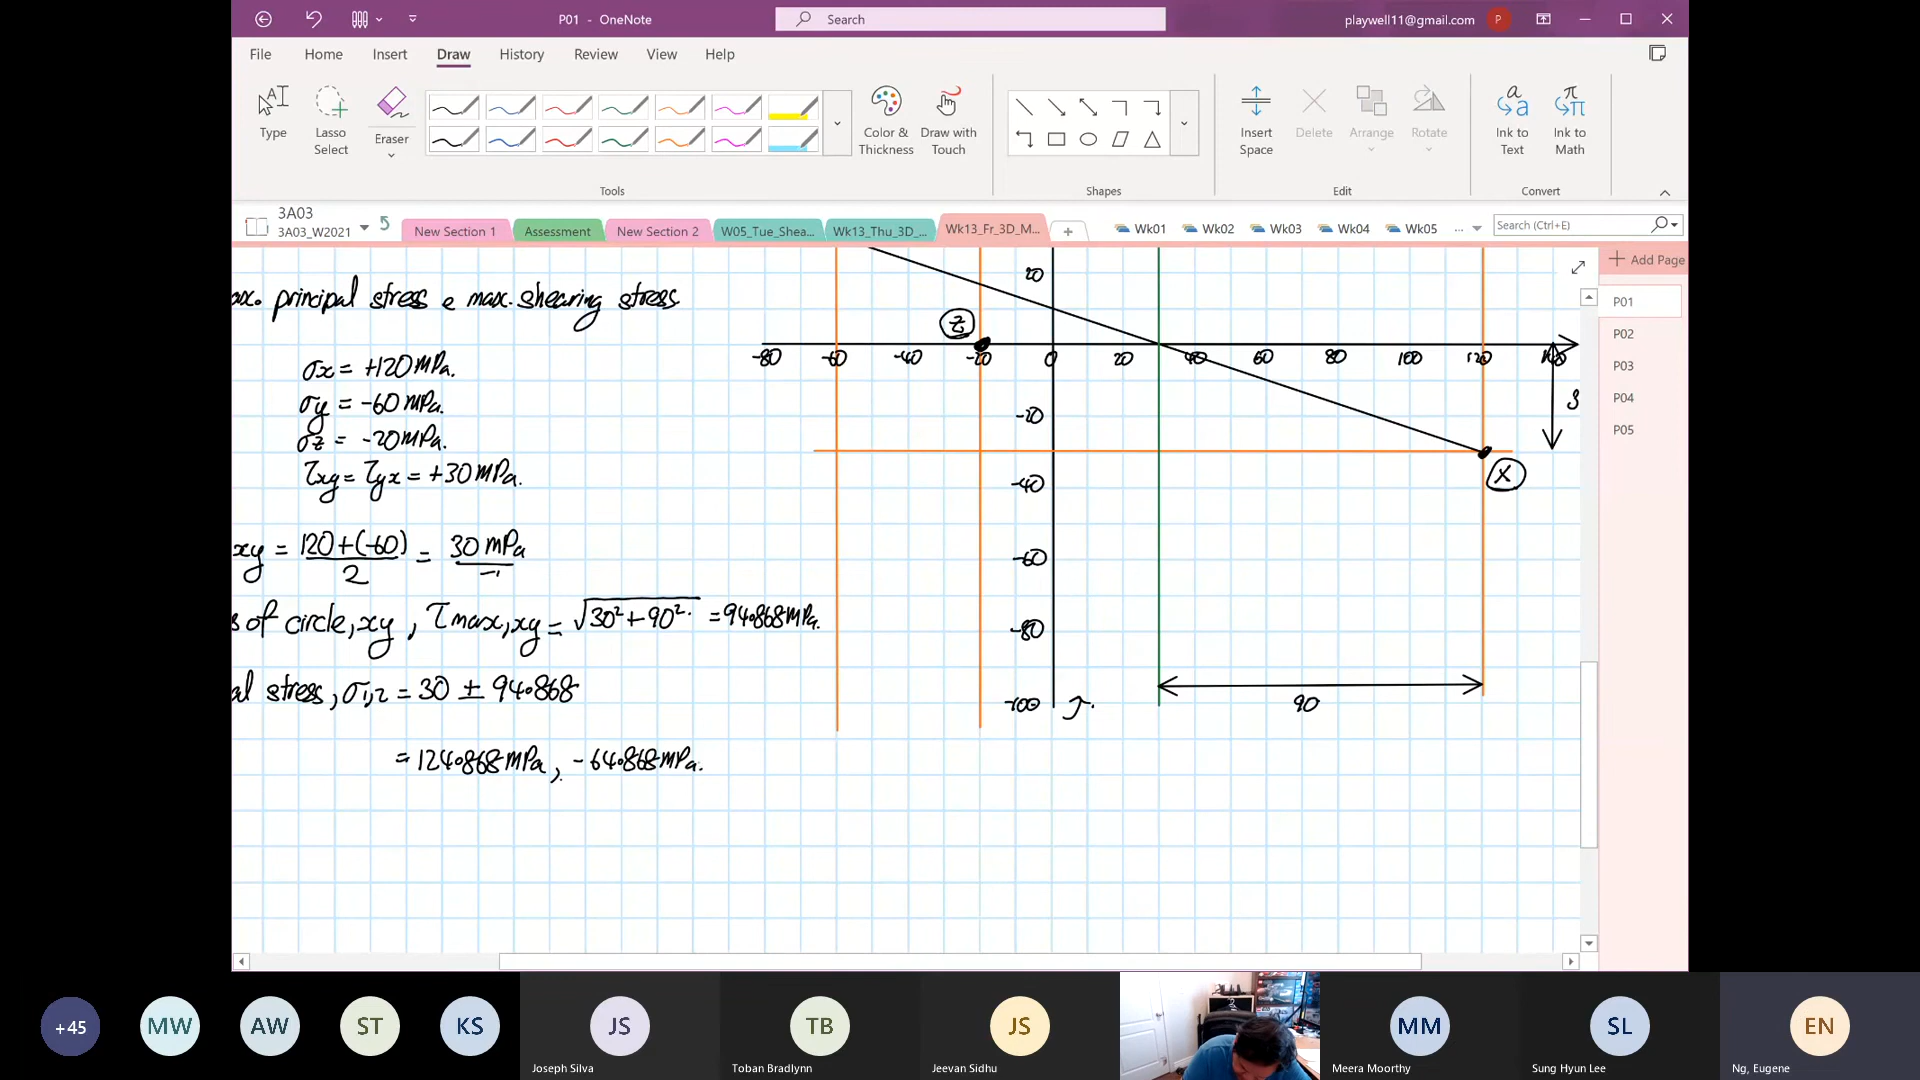 P01 - OneNote
Search
playwell11@gmail.com
P
File Home Insert Draw History Review View Help
Type
Lasso Select
Eraser
Color & Thickness
Draw with Touch
Insert Space
Delete
Arrange
Rotate
Ink to Text
Ink to Math
Tools
Shapes
Edit
Convert
3A03
3A03_W2021
New Section 1
Assessment
New Section 2
W05_Tue_Shea...
Wk13_Thu_3D_...
Wk13_Fr_3D_M...
Wk01
Wk02
Wk03
Wk04
Wk05
...
Search (Ctrl+E)
Add Page
P01
P02
P03
P04
P05
ax. principal stress & max. shearing stress
σx = +120 MPa.
σy = -60 MPa.
σz = -20 MPa.
τxy = τyx = +30 MPa.
xy = 120+(-60) / 2 = 30 MPa
s of circle, xy, τmax, xy = √30² + 90² = 94.868 MPa.
al stress, σ1,2 = 30 ± 94.868
= 124.868 MPa, -64.868 MPa.
20
Z
-80 -60 -40 -20 0 20 40 60 80 100 120 140
-20
-40
X
-60
-80
-100
90
+45
MW
AW
ST
KS
JS
Joseph Silva
TB
Toban Bradlynn
JS
Jeevan Sidhu
MM
Meera Moorthy
SL
Sung Hyun Lee
EN
Ng, Eugene